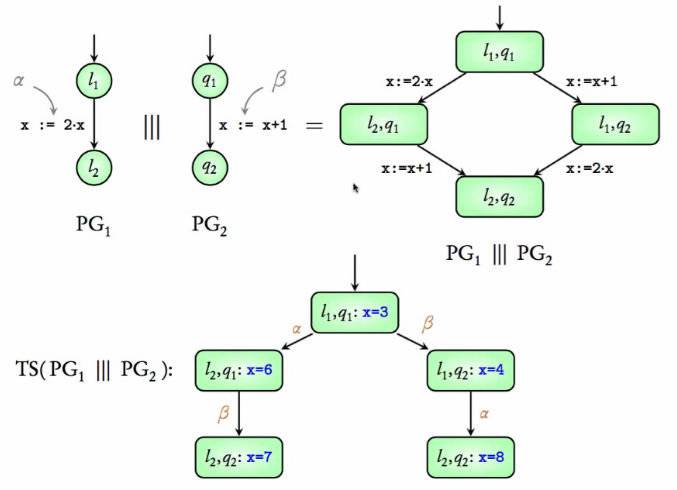 l₁,q₁
α l₁ q₁ β x:=2·x x:=x+1
x := 2·x ||| x := x+1 = l₂,q₁ l₁,q₂
l₂ q₂ x:=x+1 x:=2·x
l₂,q₂
PG₁ PG₂
PG₁ ||| PG₂
l₁,q₁: x=3
α β
TS(PG₁ ||| PG₂): l₂,q₁: x=6 l₁,q₂: x=4
β α
l₂,q₂: x=7 l₂,q₂: x=8